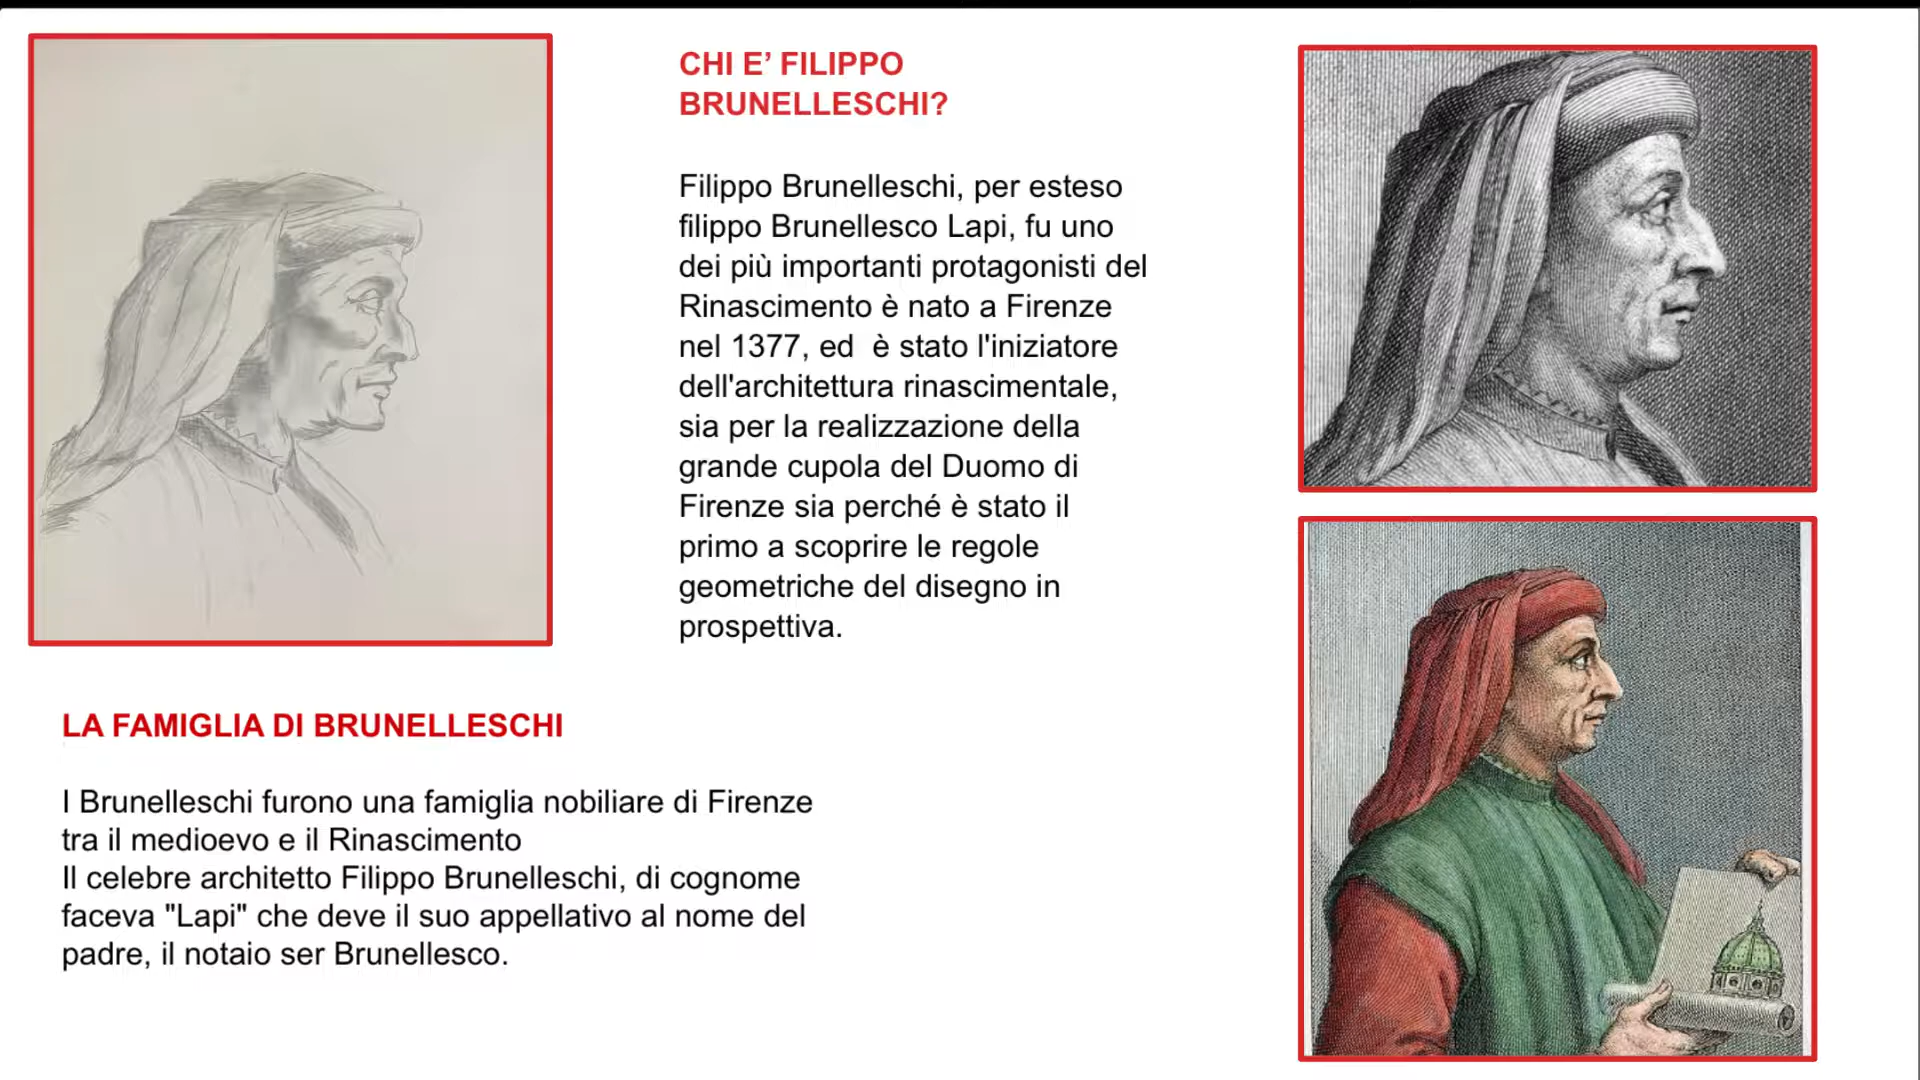 CHI E’ FILIPPO
BRUNELLESCHI?
Filippo Brunelleschi, per esteso
filippo Brunellesco Lapi, fu uno
dei più importanti protagonisti del
Rinascimento è nato a Firenze
nel 1377, ed  è stato l'iniziatore
dell'architettura rinascimentale,
sia per la realizzazione della
grande cupola del Duomo di
Firenze sia perché è stato il
primo a scoprire le regole
geometriche del disegno in
prospettiva.
LA FAMIGLIA DI BRUNELLESCHI
I Brunelleschi furono una famiglia nobiliare di Firenze
tra il medioevo e il Rinascimento
Il celebre architetto Filippo Brunelleschi, di cognome
faceva "Lapi" che deve il suo appellativo al nome del
padre, il notaio ser Brunellesco.